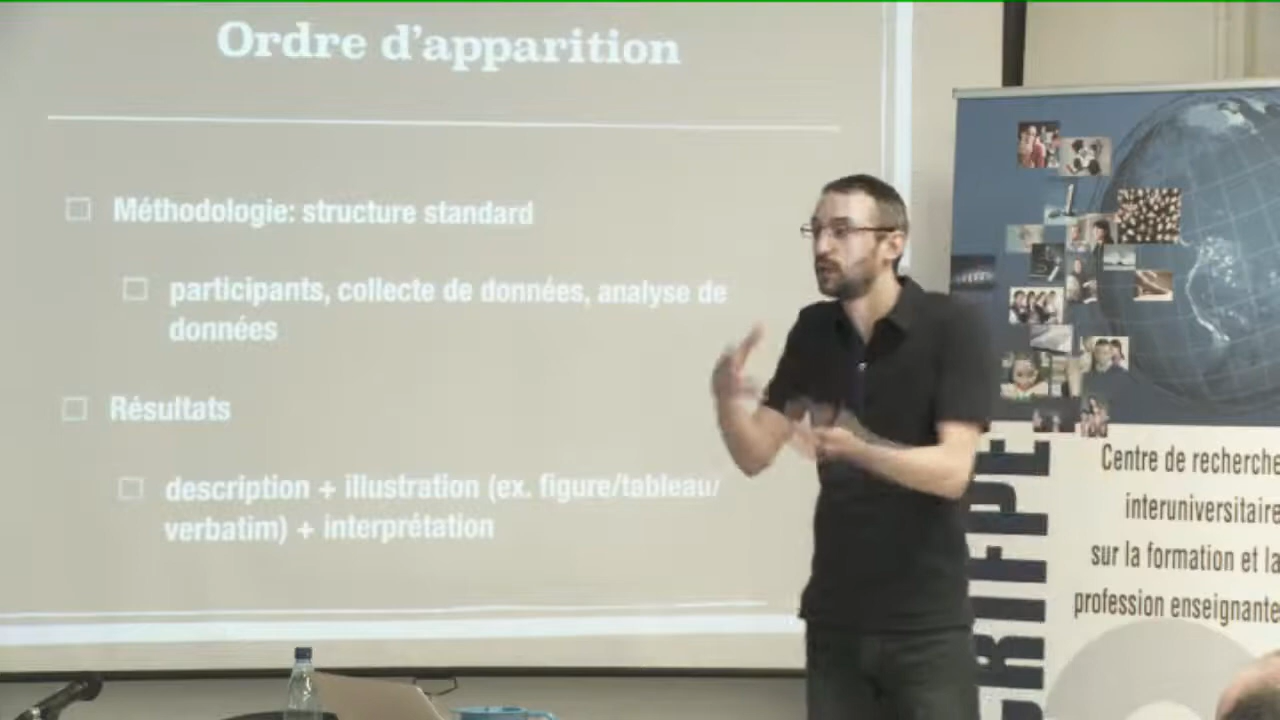 Ordre d'apparition
Méthodologie: structure standard
participants, collecte de données, analyse de
données
Résultats
description + illustration (ex. figure/tableau/
verbatim) + interprétation
CRIFPE
Centre de recherche
interuniversitaire
sur la formation et la
profession enseignante